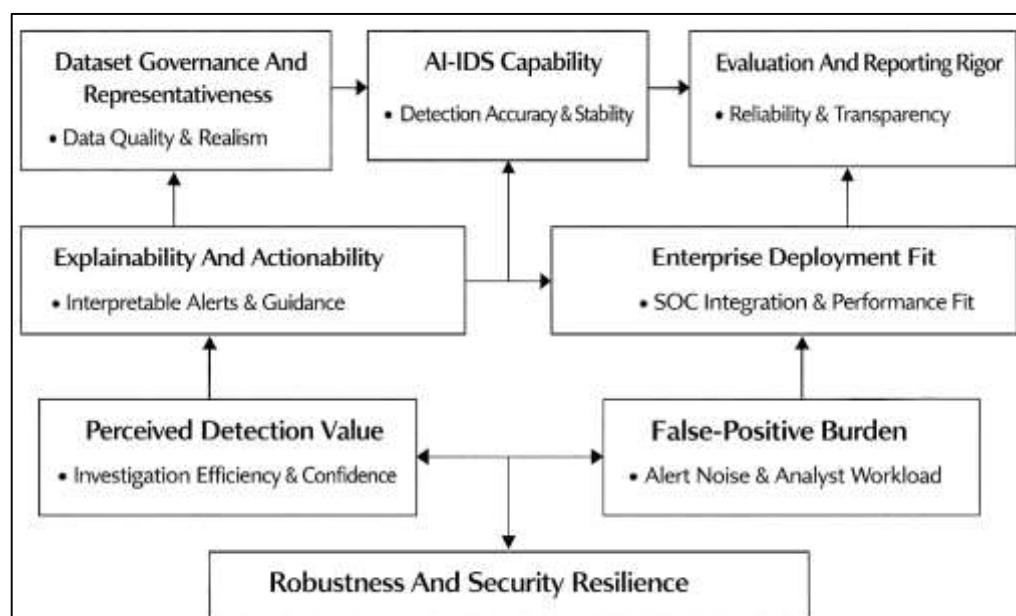 Dataset Governance And
Representativeness
• Data Quality & Realism
AI-IDS Capability
• Detection Accuracy & Stability
Evaluation And Reporting Rigor
• Reliability & Transparency
Explainability And Actionability
• Interpretable Alerts & Guidance
Enterprise Deployment Fit
• SOC Integration & Performance Fit
Perceived Detection Value
• Investigation Efficiency & Confidence
False-Positive Burden
• Alert Noise & Analyst Workload
Robustness And Security Resilience